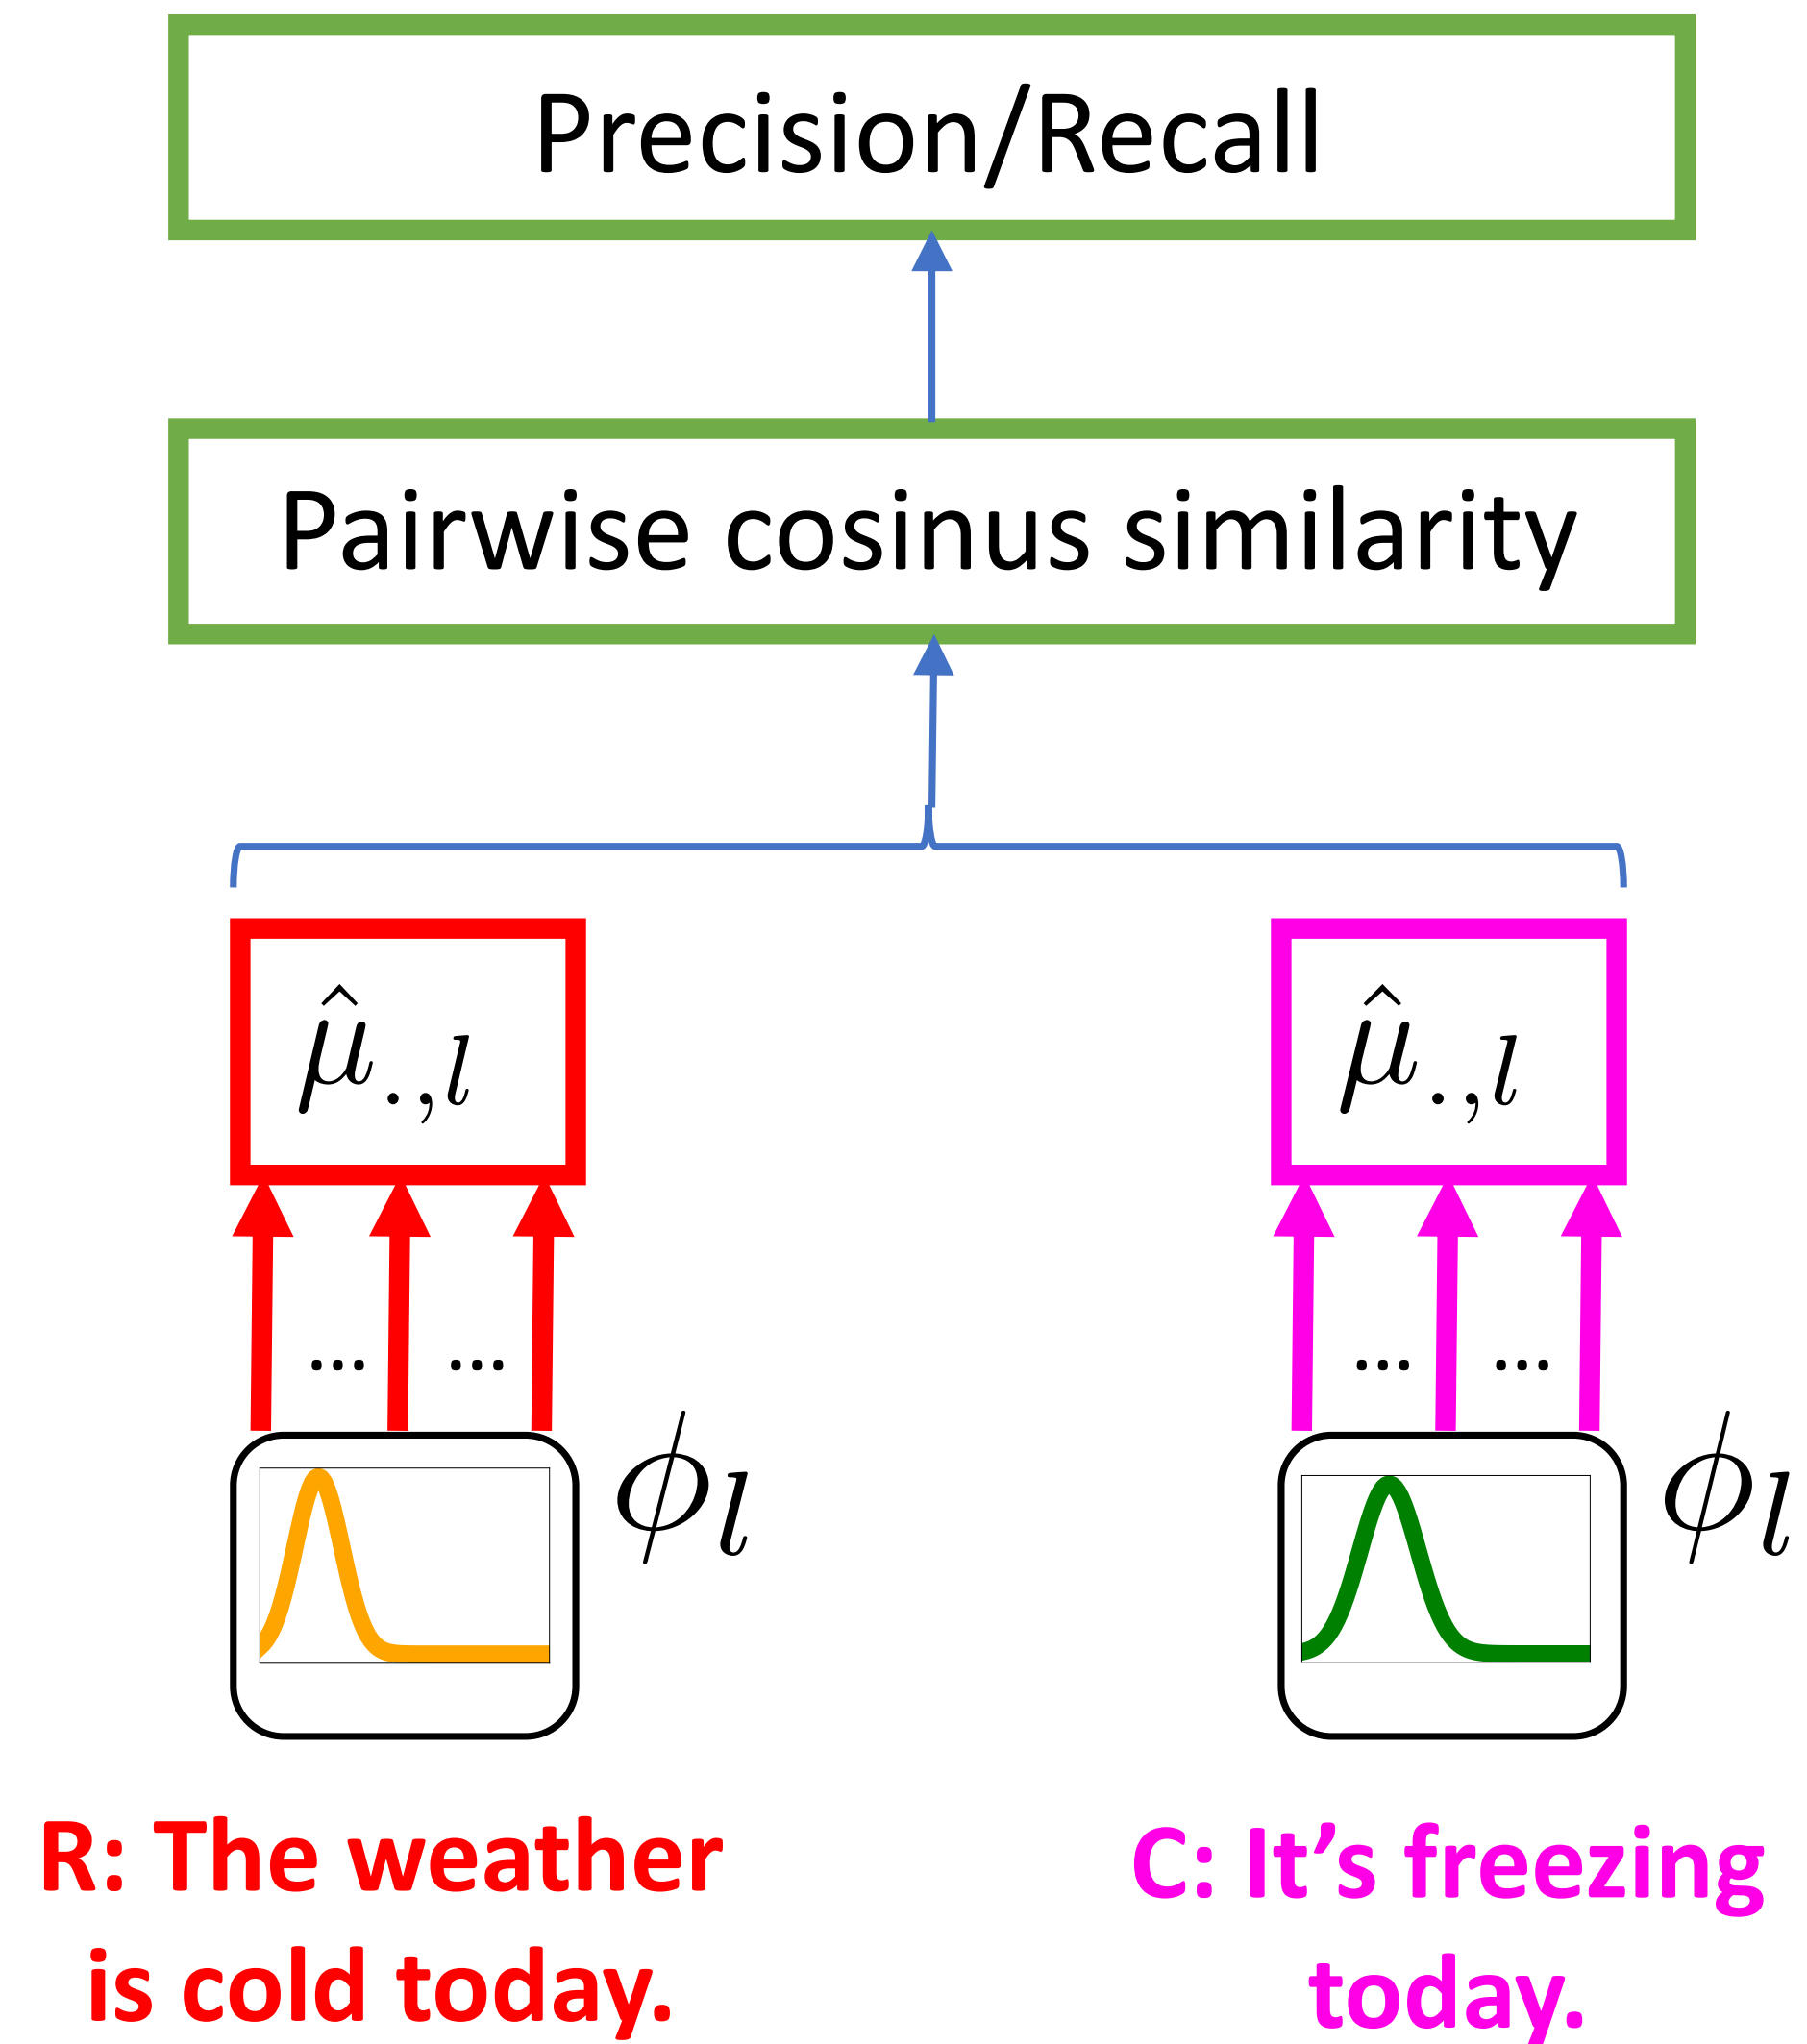 Precision/Recall
Pairwise cosinus similarity
μ̂.,l
μ̂.,l
... ...
... ...
ϕl
ϕl
R: The weather
is cold today.
C: It’s freezing
today.